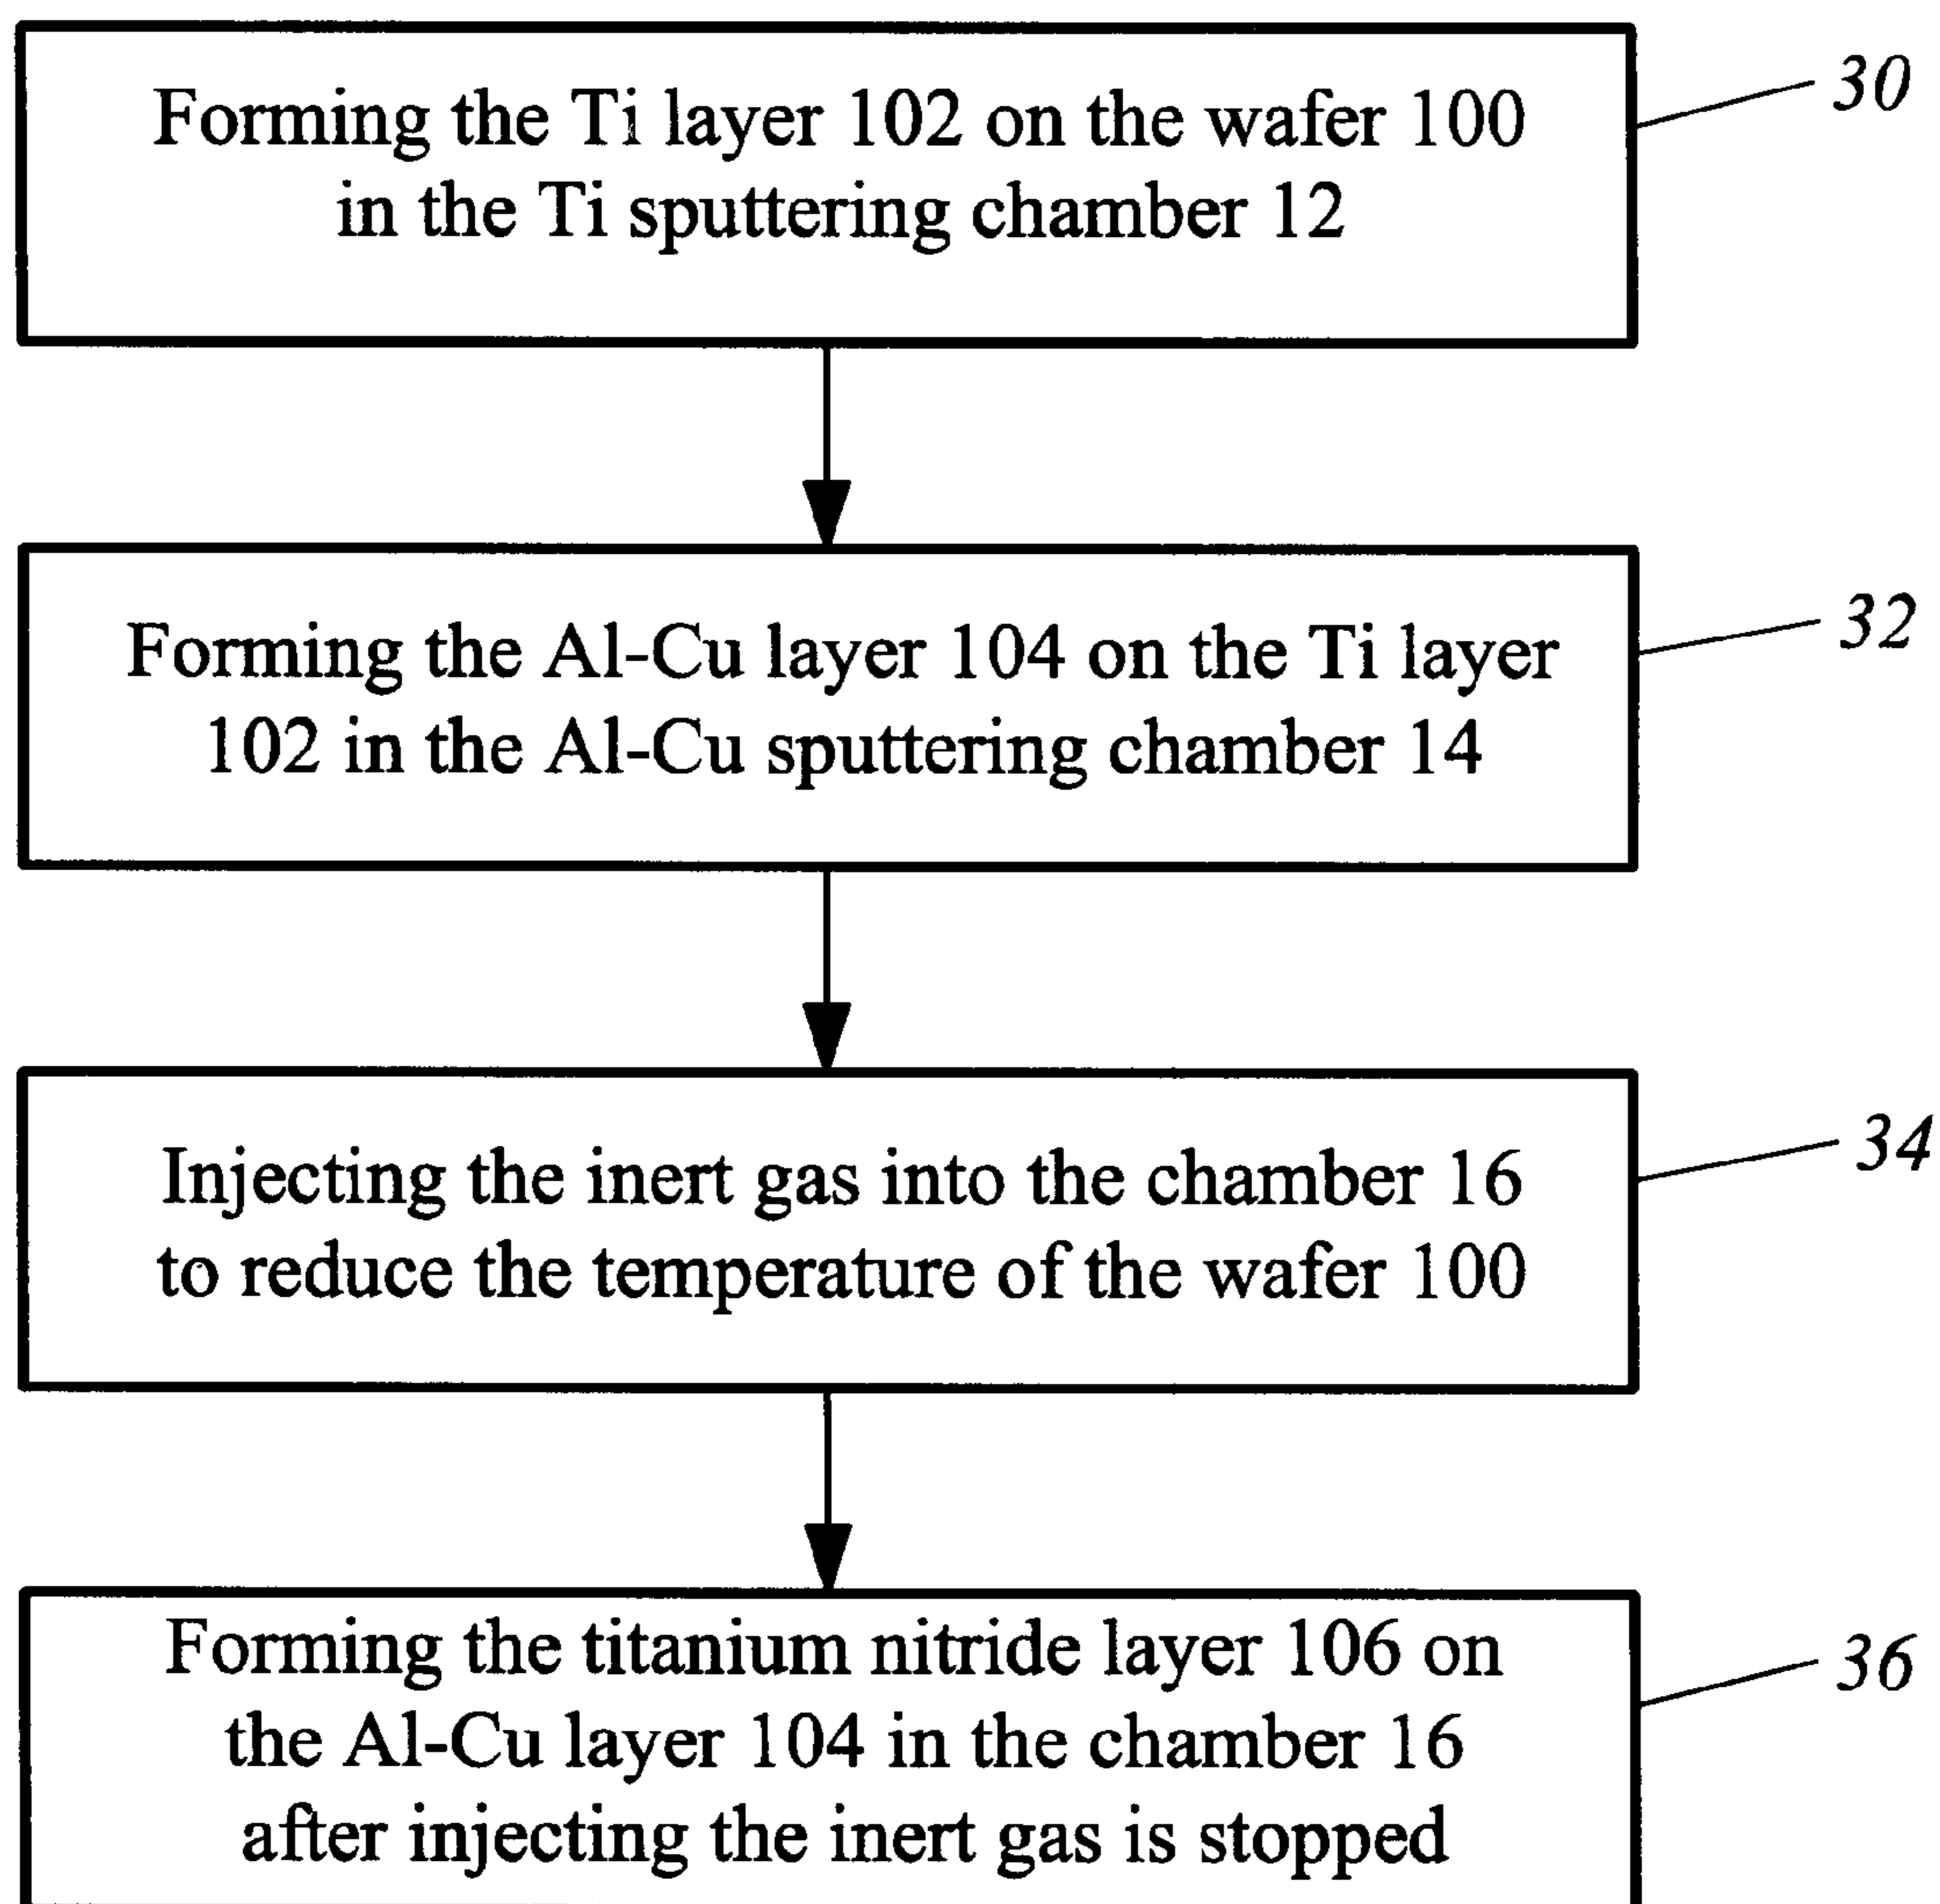 Forming the Ti layer 102 on the wafer 100
in the Ti sputtering chamber 12
30
Forming the Al-Cu layer 104 on the Ti layer
102 in the Al-Cu sputtering chamber 14
32
Injecting the inert gas into the chamber 16
to reduce the temperature of the wafer 100
34
Forming the titanium nitride layer 106 on
the Al-Cu layer 104 in the chamber 16
after injecting the inert gas is stopped
36